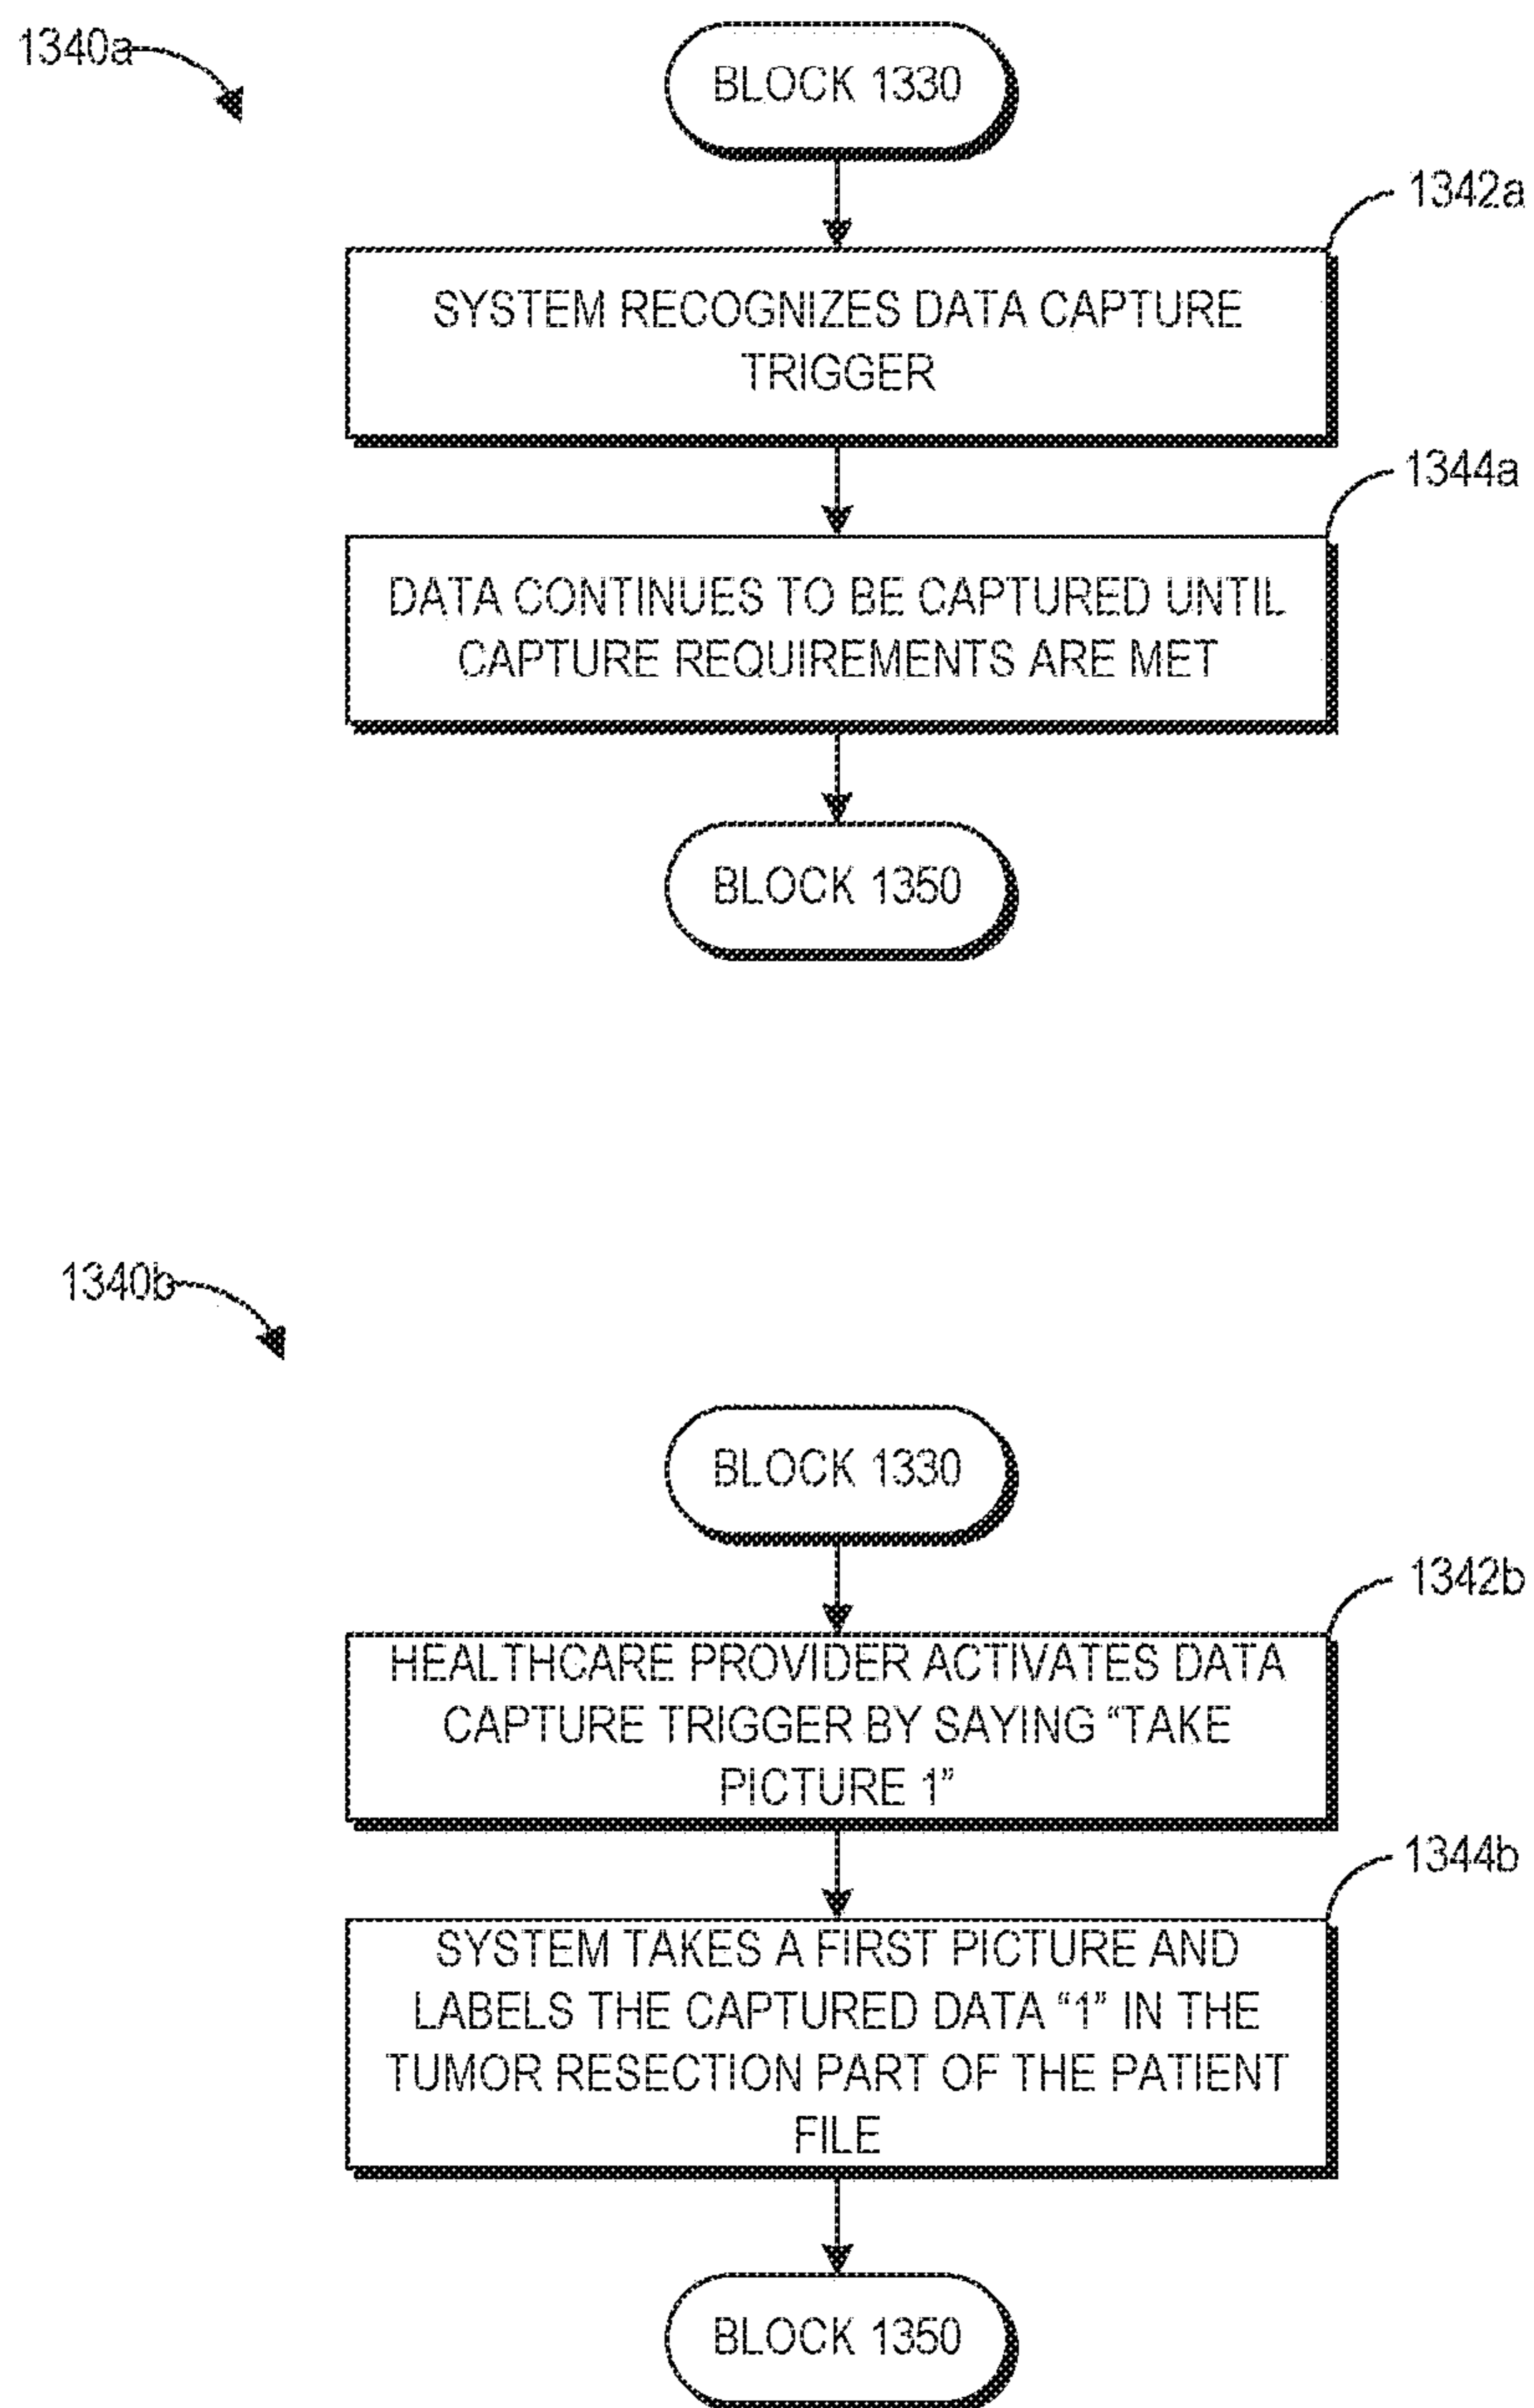 1340a
BLOCK 1330
1342a
SYSTEM RECOGNIZES DATA CAPTURE
TRIGGER
1344a
DATA CONTINUES TO BE CAPTURED UNTIL
CAPTURE REQUIREMENTS ARE MET
BLOCK 1350
1340b
BLOCK 1330
1342b
HEALTHCARE PROVIDER ACTIVATES DATA
CAPTURE TRIGGER BY SAYING “TAKE
PICTURE 1”
1344b
SYSTEM TAKES A FIRST PICTURE AND
LABELS THE CAPTURED DATA “1” IN THE
TUMOR RESECTION PART OF THE PATIENT
FILE
BLOCK 1350